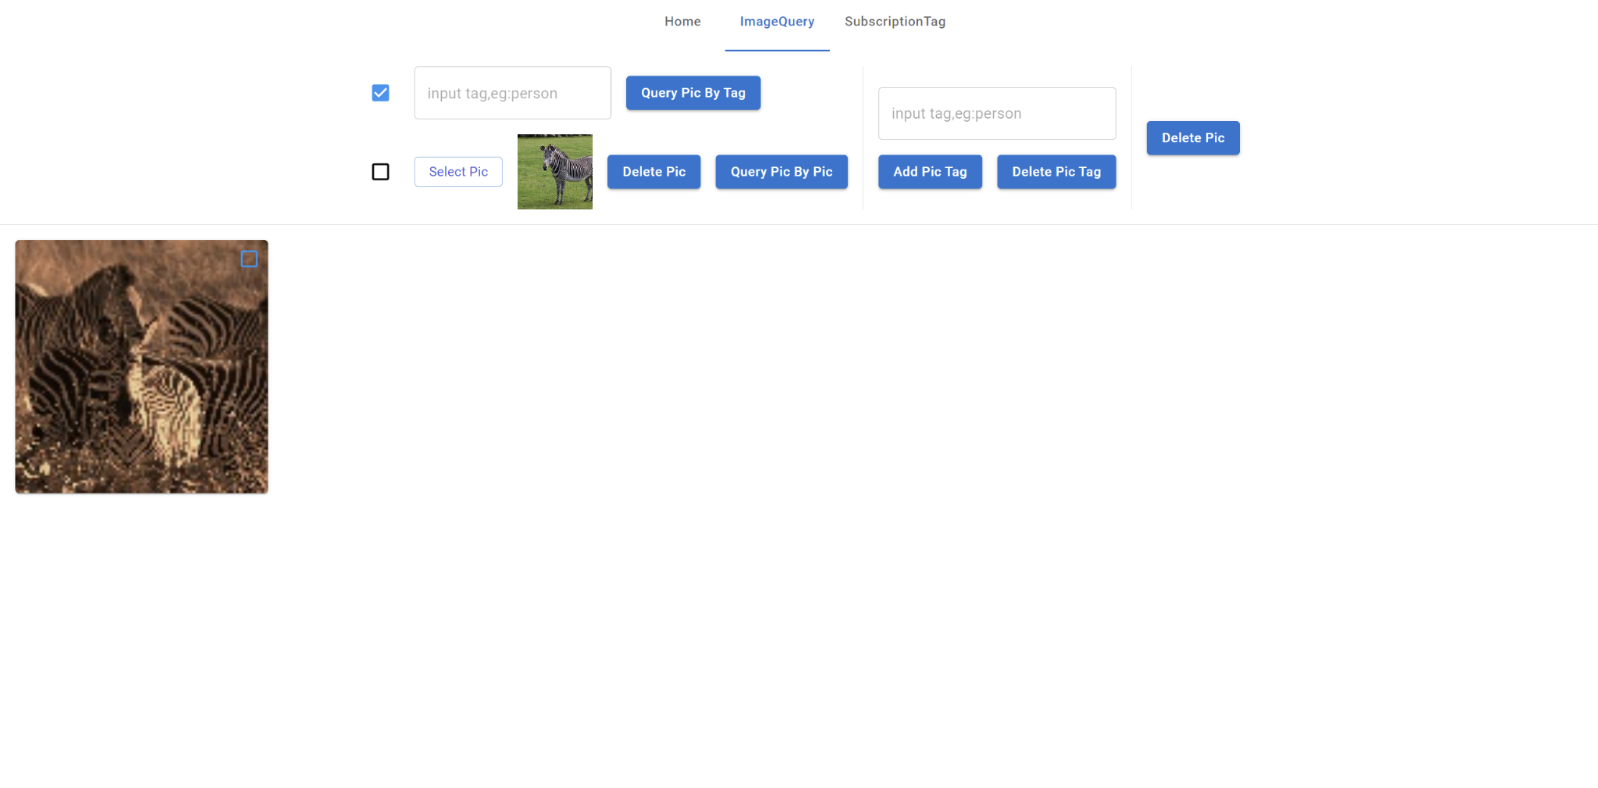 Home ImageQuery SubscriptionTag
input tag,eg:person Query Pic By Tag
Select Pic Delete Pic Query Pic By Pic
input tag,eg:person
Add Pic Tag Delete Pic Tag
Delete Pic